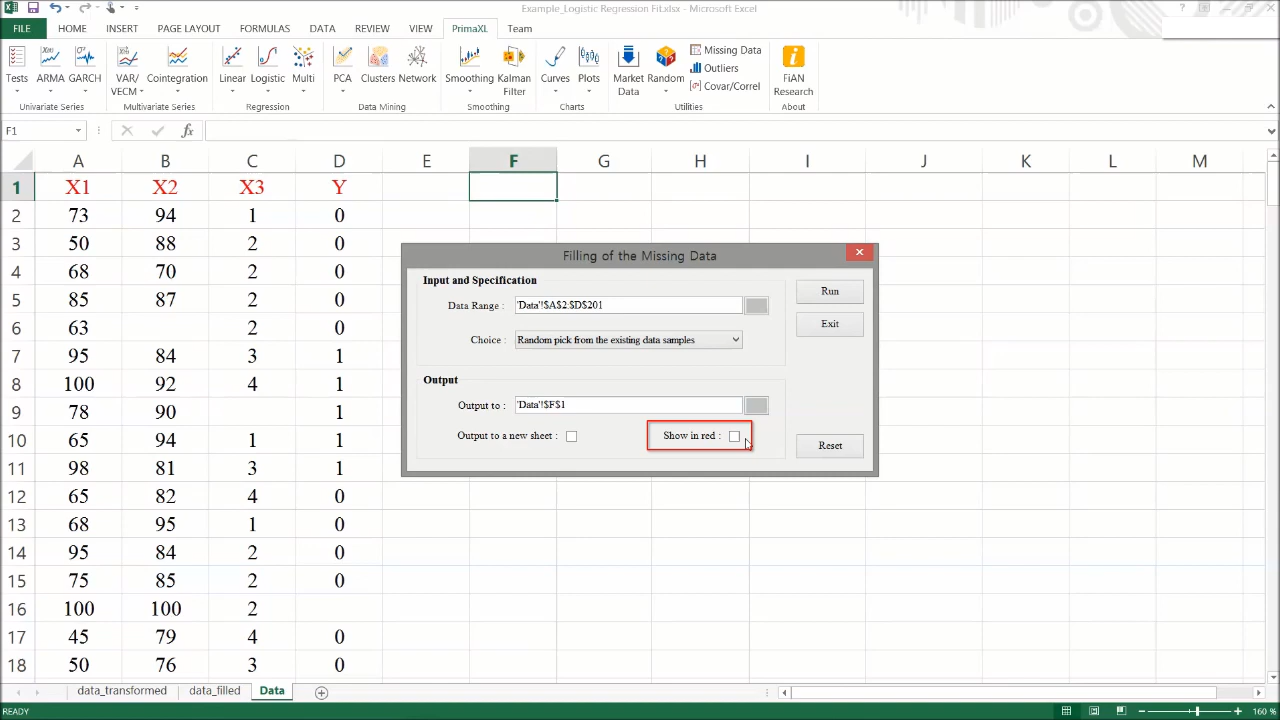 Example_Logistic Regression Fit.xlsx - Microsoft Excel
FILE HOME INSERT PAGE LAYOUT FORMULAS DATA REVIEW VIEW PrimaXL Team
Tests ARMA GARCH VAR/ VECM Cointegration Linear Logistic Multi PCA Clusters Network Smoothing Kalman Filter Curves Plots Market Data Random Missing Data Outliers Covar/Correl FiAN Research
Univariate Series Multivariate Series Regression Data Mining Smoothing Charts Utilities About
F1 fx
A B C D E F G H I J K L M
1 X1 X2 X3 Y
2 73 94 1 0
3 50 88 2 0
4 68 70 2 0
5 85 87 2 0
6 63 2 0
7 95 84 3 1
8 100 92 4 1
9 78 90 1
10 65 94 1 1
11 98 81 3 1
12 65 82 4 0
13 68 95 1 0
14 95 84 2 0
15 75 85 2 0
16 100 100 2
17 45 79 4 0
18 50 76 3 0
Filling of the Missing Data
Input and Specification
Data Range : 'Data'!$A$2:$D$201
Choice : Random pick from the existing data samples
Output
Output to : 'Data'!$F$1
Output to a new sheet : Show in red :
Run
Exit
Reset
data_transformed data_filled Data
READY 160 %